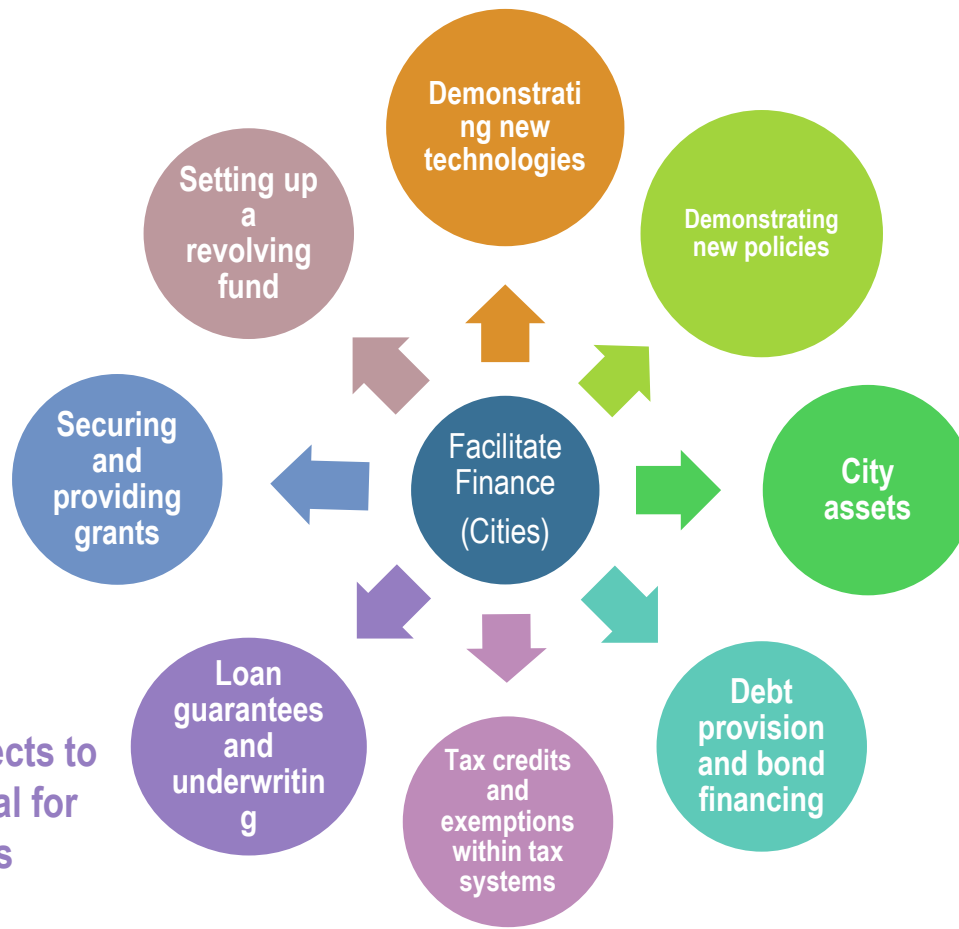 Demonstrati
ng new
technologies
Demonstrating
new policies
City
assets
Debt
provision
and bond
financing
Tax credits
and
exemptions
within tax
systems
Loan
guarantees
and
underwritin
g
Securing
and
providing
grants
Setting up
a
revolving
fund
Facilitate
Finance
(Cities)
to
for